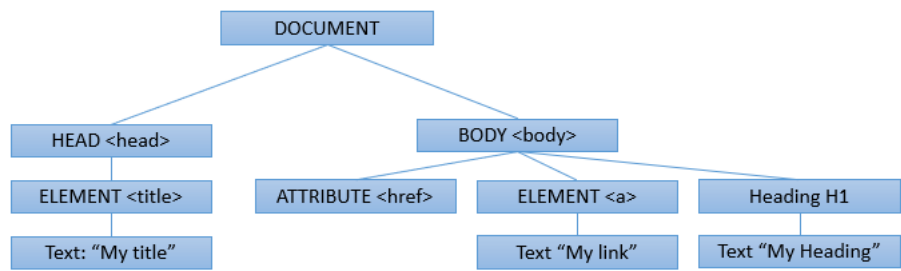 DOCUMENT
HEAD <head>
BODY <body>
ELEMENT <title>
ATTRIBUTE <href>
ELEMENT <a>
Heading H1
Text: “My title”
Text “My link”
Text “My Heading”